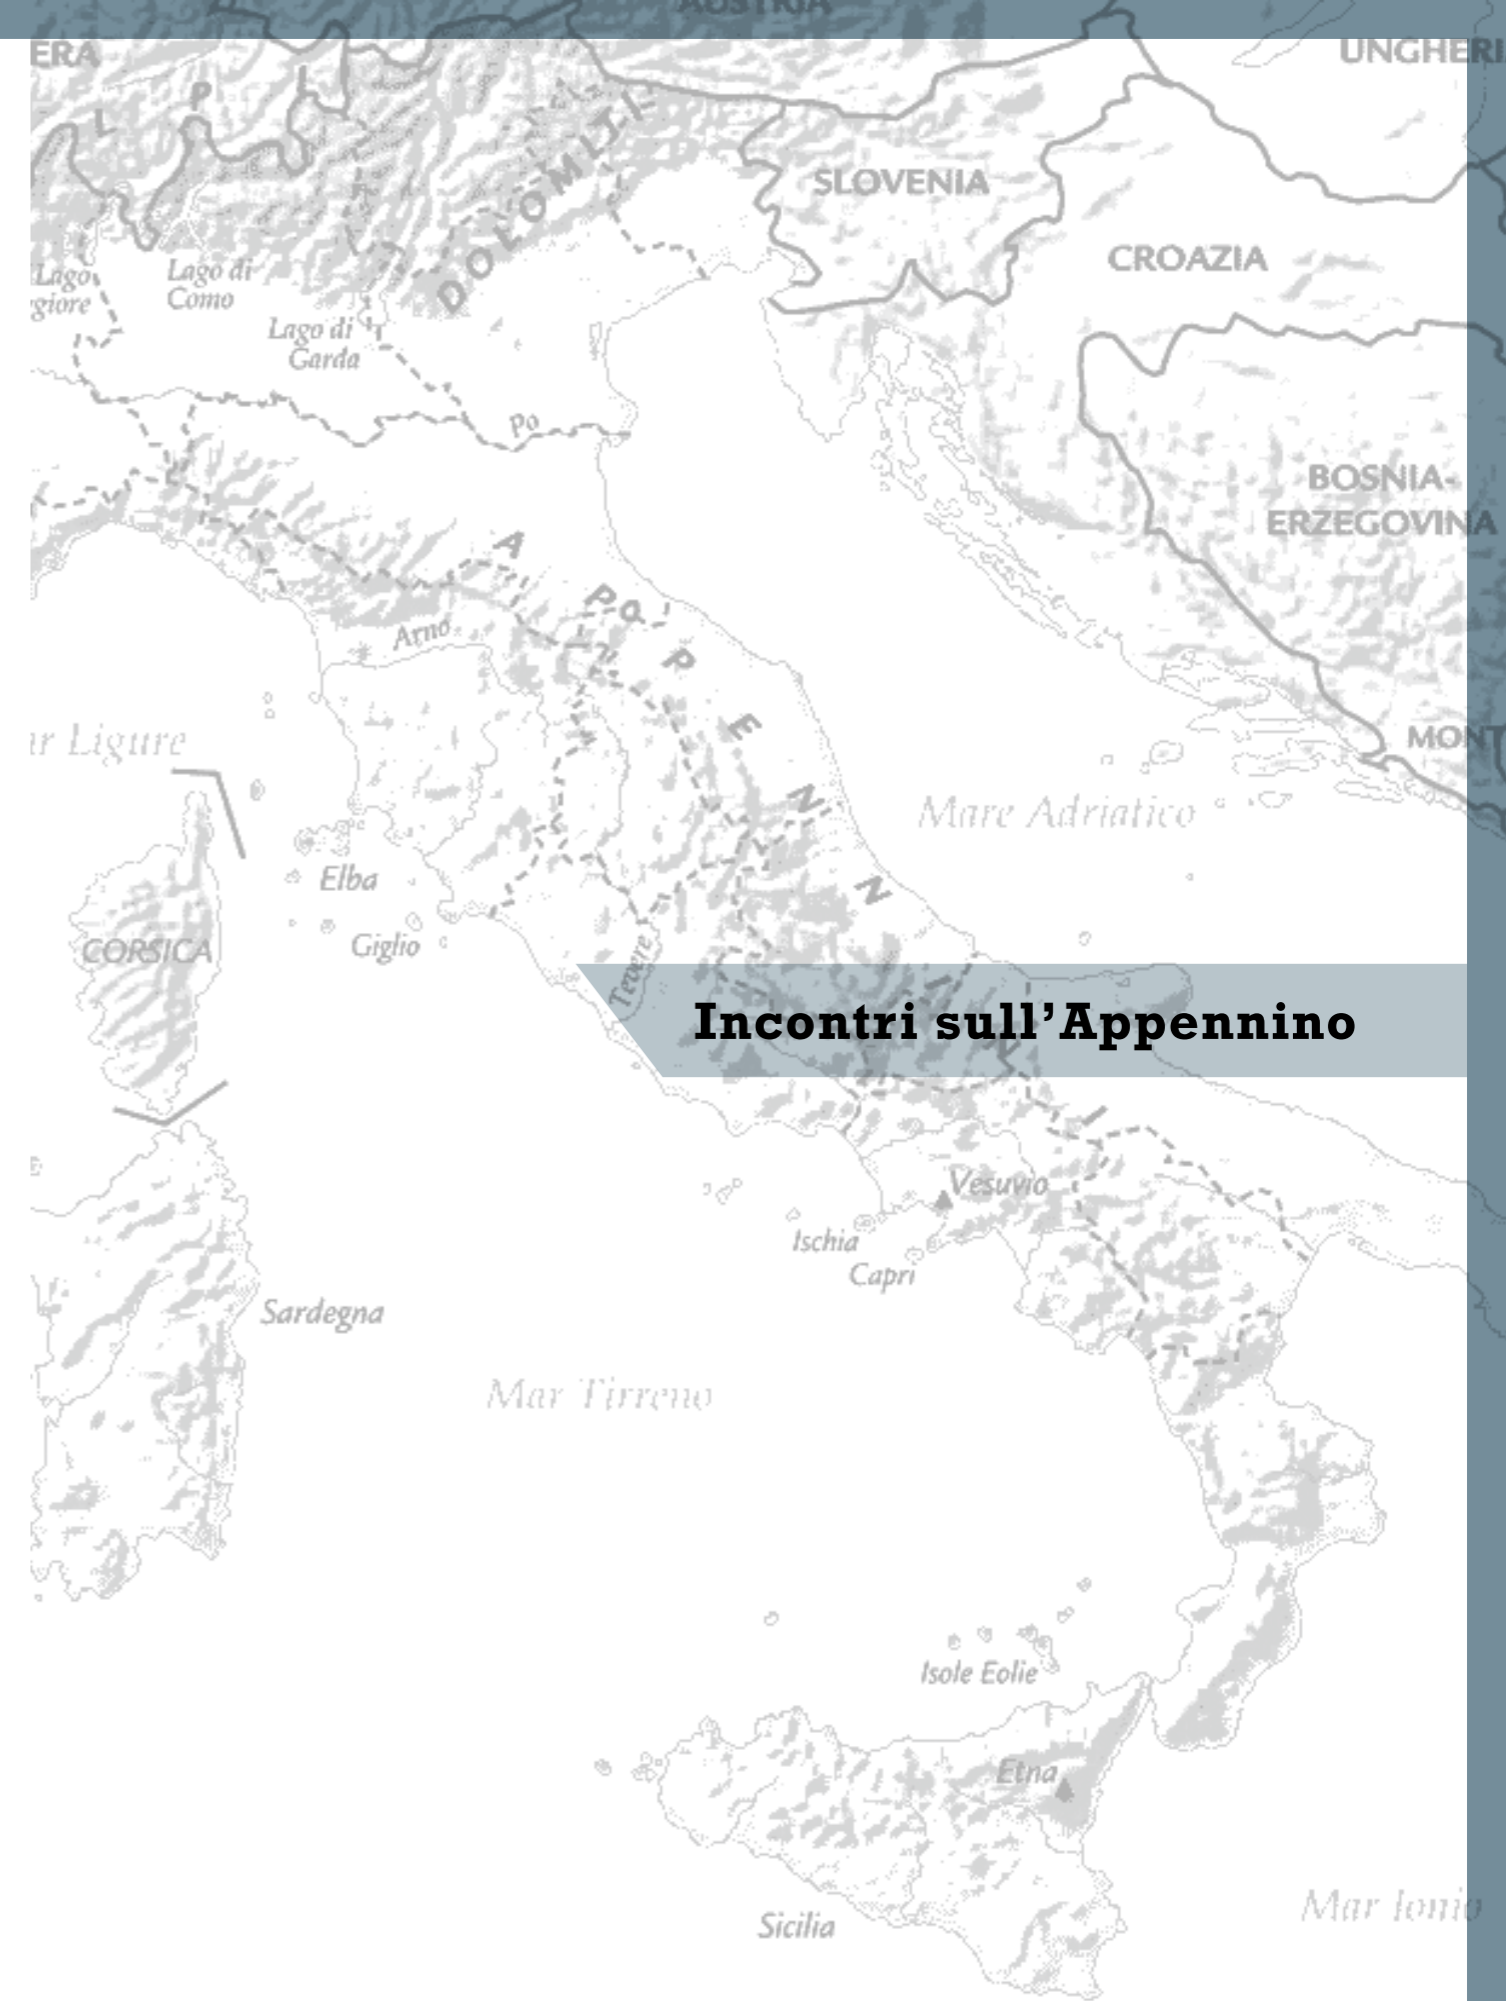 AUSTRIA
ERA
UNGHERI
L P I
DOLOMITI
SLOVENIA
CROAZIA
Lago
giore
Lago di
Como
Lago di
Garda
Po
BOSNIA-
ERZEGOVINA
APPENNINI
Arno
ar Ligure
MONT
Mare Adriatico
Elba
CORSICA
Giglio
Tevere
Incontri sull’Appennino
Vesuvio
Ischia
Capri
Sardegna
Mar Tirreno
Isole Eolie
Etna
Sicilia
Mar Ionio